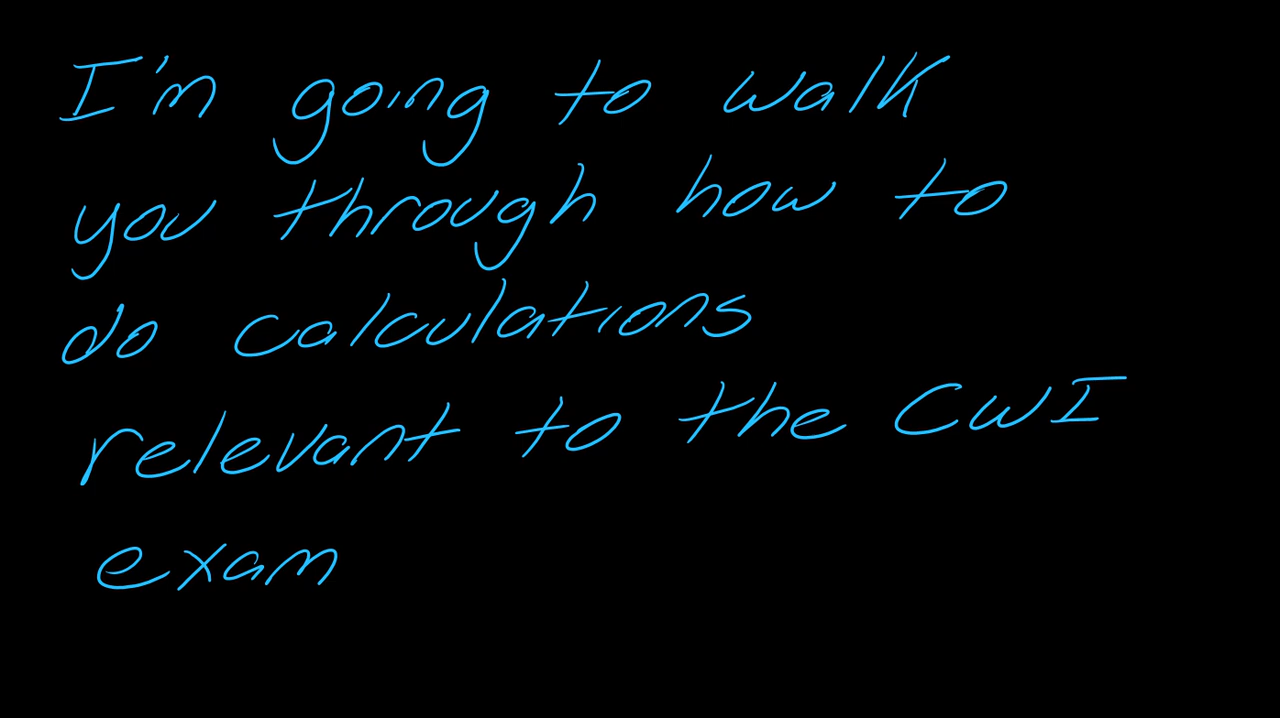 I'm going to walk
you through how to
do calculations
relevant to the CWI
exam